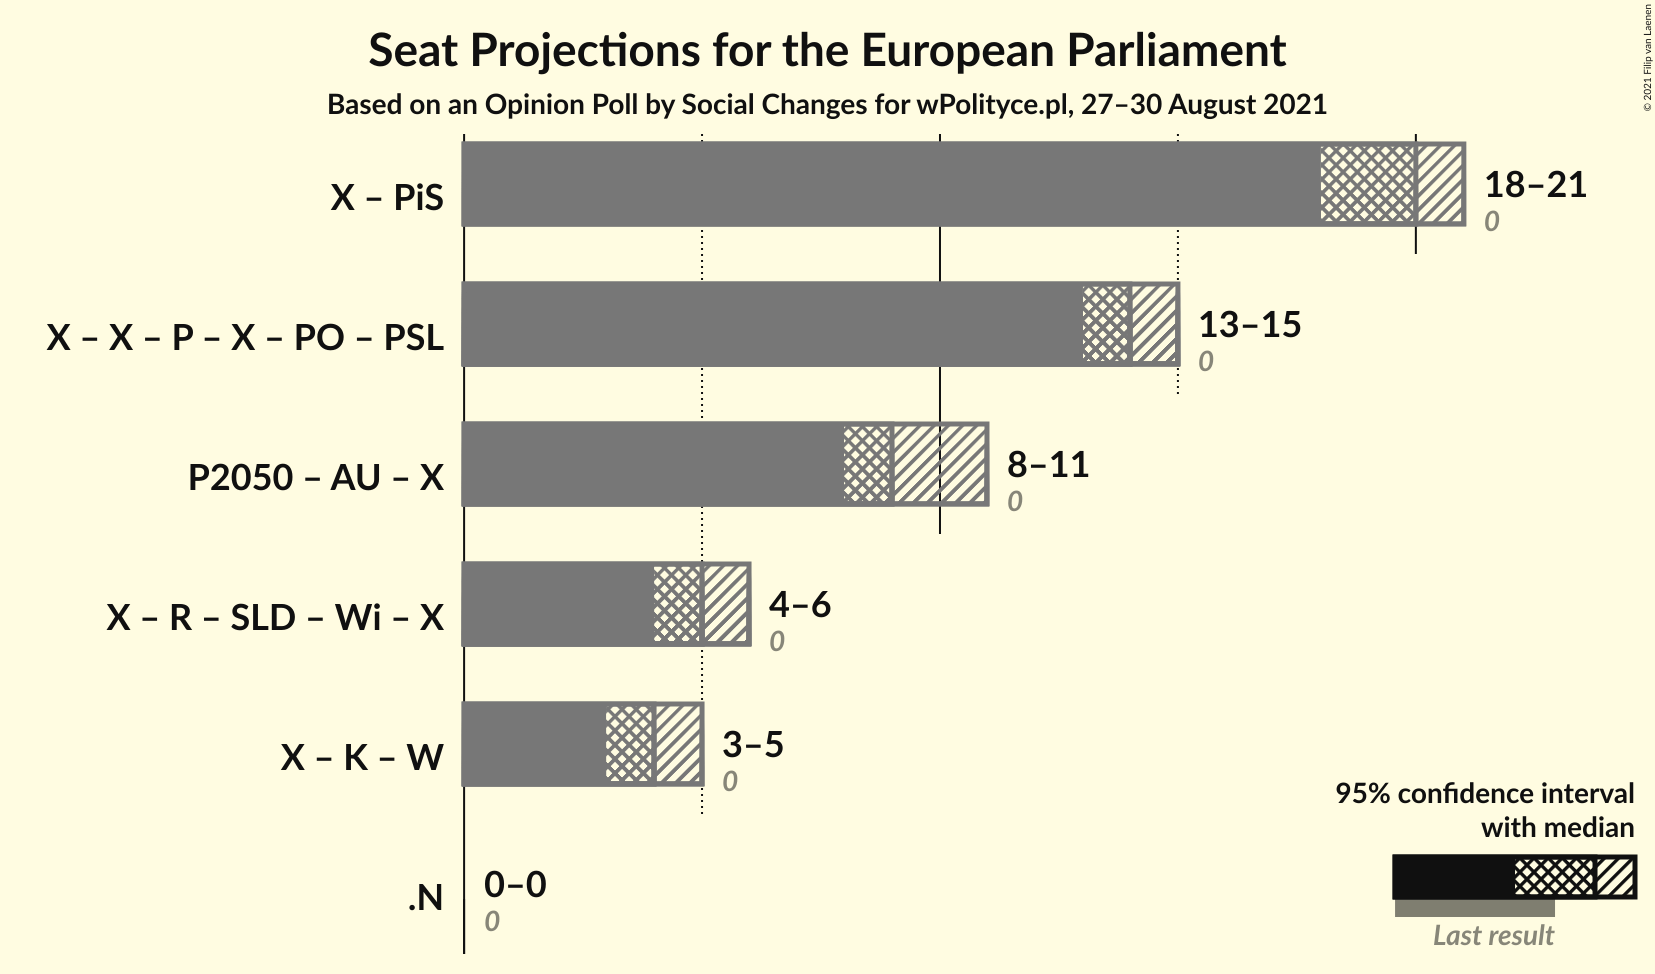 Seat Projections for the European Parliament
Based on an Opinion Poll by Social Changes for wPolityce.pl, 27–30 August 2021
© 2021 Filip van Laenen
X – PiS
18–21
0
X – X – P – X – PO – PSL
13–15
0
P2050 – AU – X
8–11
0
X – R – SLD – Wi – X
4–6
0
X – K – W
3–5
0
.N
0–0
0
95% confidence interval
with median
Last result